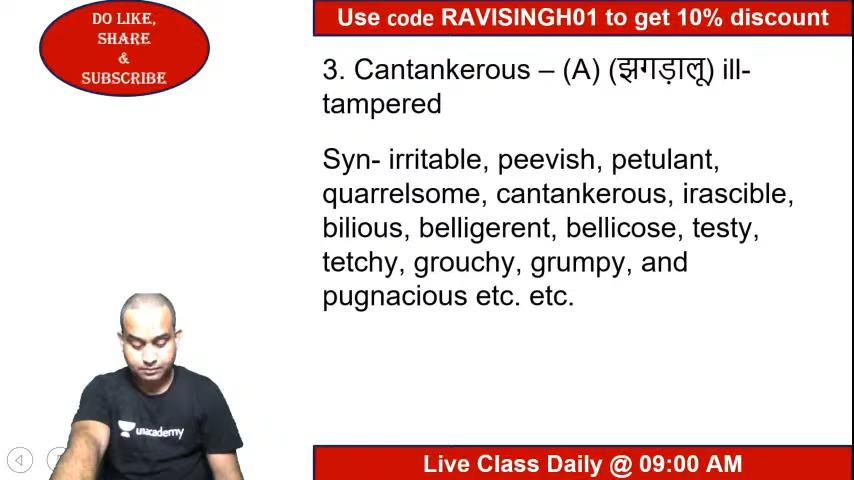 DO LIKE,
SHARE
&
SUBSCRIBE
Use code RAVISINGH01 to get 10% discount
3. Cantankerous – (A) (झगड़ालू) ill-
tampered
Syn- irritable, peevish, petulant,
quarrelsome, cantankerous, irascible,
bilious, belligerent, bellicose, testy,
tetchy, grouchy, grumpy, and
pugnacious etc. etc.
unacademy
Live Class Daily @ 09:00 AM